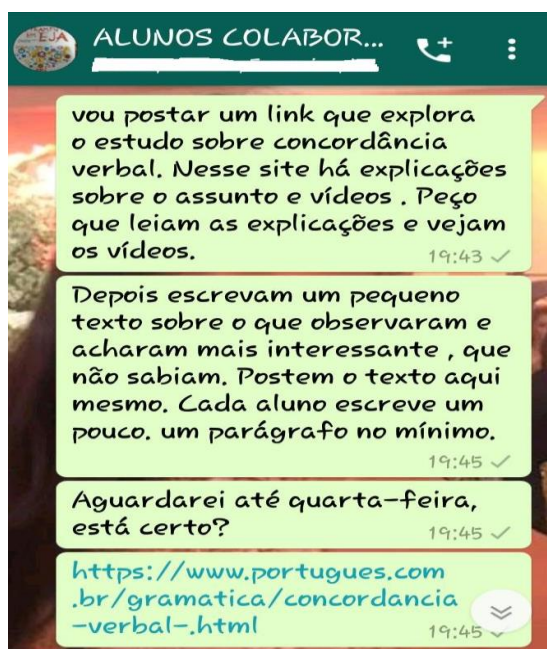 EJA
ALUNOS COLABOR...
vou postar um link que explora
o estudo sobre concordância
verbal. Nesse site há explicações
sobre o assunto e vídeos . Peço
que leiam as explicações e vejam
os vídeos.
19:43
Depois escrevam um pequeno
texto sobre o que observaram e
acharam mais interessante , que
não sabiam. Postem o texto aqui
mesmo. Cada aluno escreve um
pouco. um parágrafo no mínimo.
19:45
Aguardarei até quarta-feira,
está certo?
19:45
https://www.portugues.com
.br/gramatica/concordancia
-verbal-.html
19:45